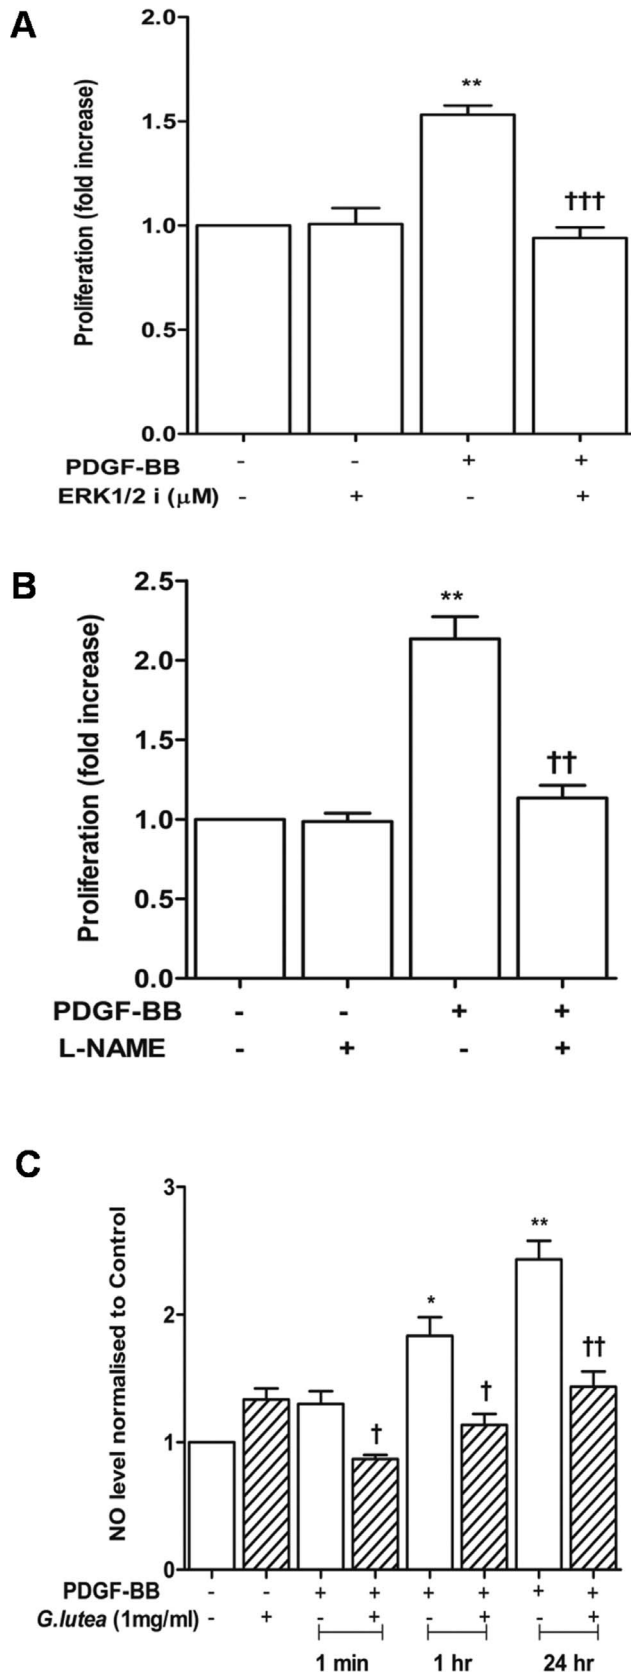 A
Proliferation (fold increase)
2.0
1.5
1.0
0.5
0.0
**
†††
PDGF-BB - - + +
ERK1/2 i (µM) - + - +
B
Proliferation (fold increase)
2.5
2.0
1.5
1.0
0.5
0.0
**
††
PDGF-BB - - + +
L-NAME - + - +
C
NO level normalised to Control
3
2
1
0
†
*
†
**
††
PDGF-BB - - + + + + + +
G.lutea (1mg/ml) - + - + - + - +
1 min 1 hr 24 hr